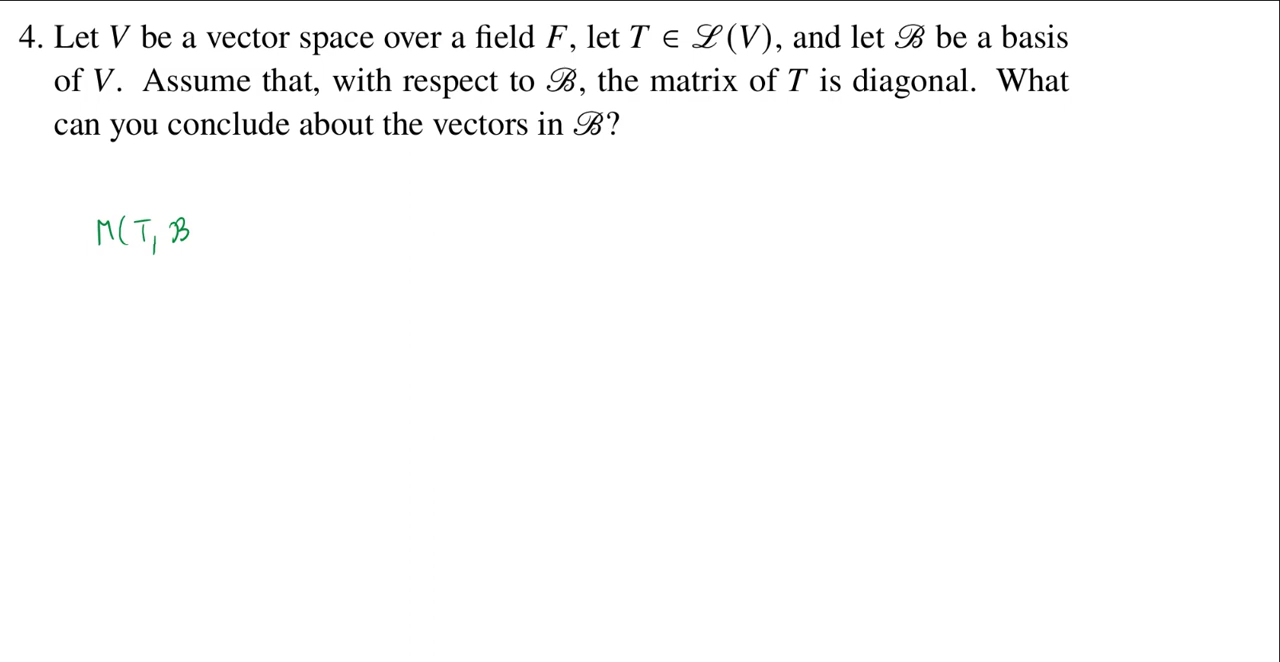 4. Let V be a vector space over a field F, let T ∈ ℒ(V), and let ℬ be a basis
of V. Assume that, with respect to ℬ, the matrix of T is diagonal. What
can you conclude about the vectors in ℬ?
M(T, ℬ